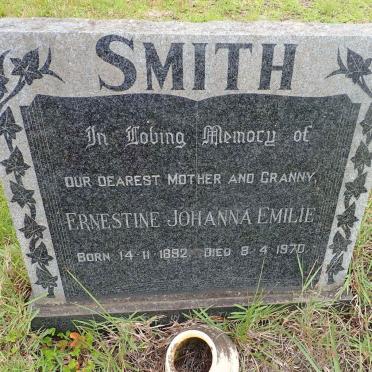 SMITH
In Loving Memory of
OUR DEAREST MOTHER AND GRANNY,
ERNESTINE JOHANNA EMILIE
BORN 14·11·1892 DIED 8·4·1970.